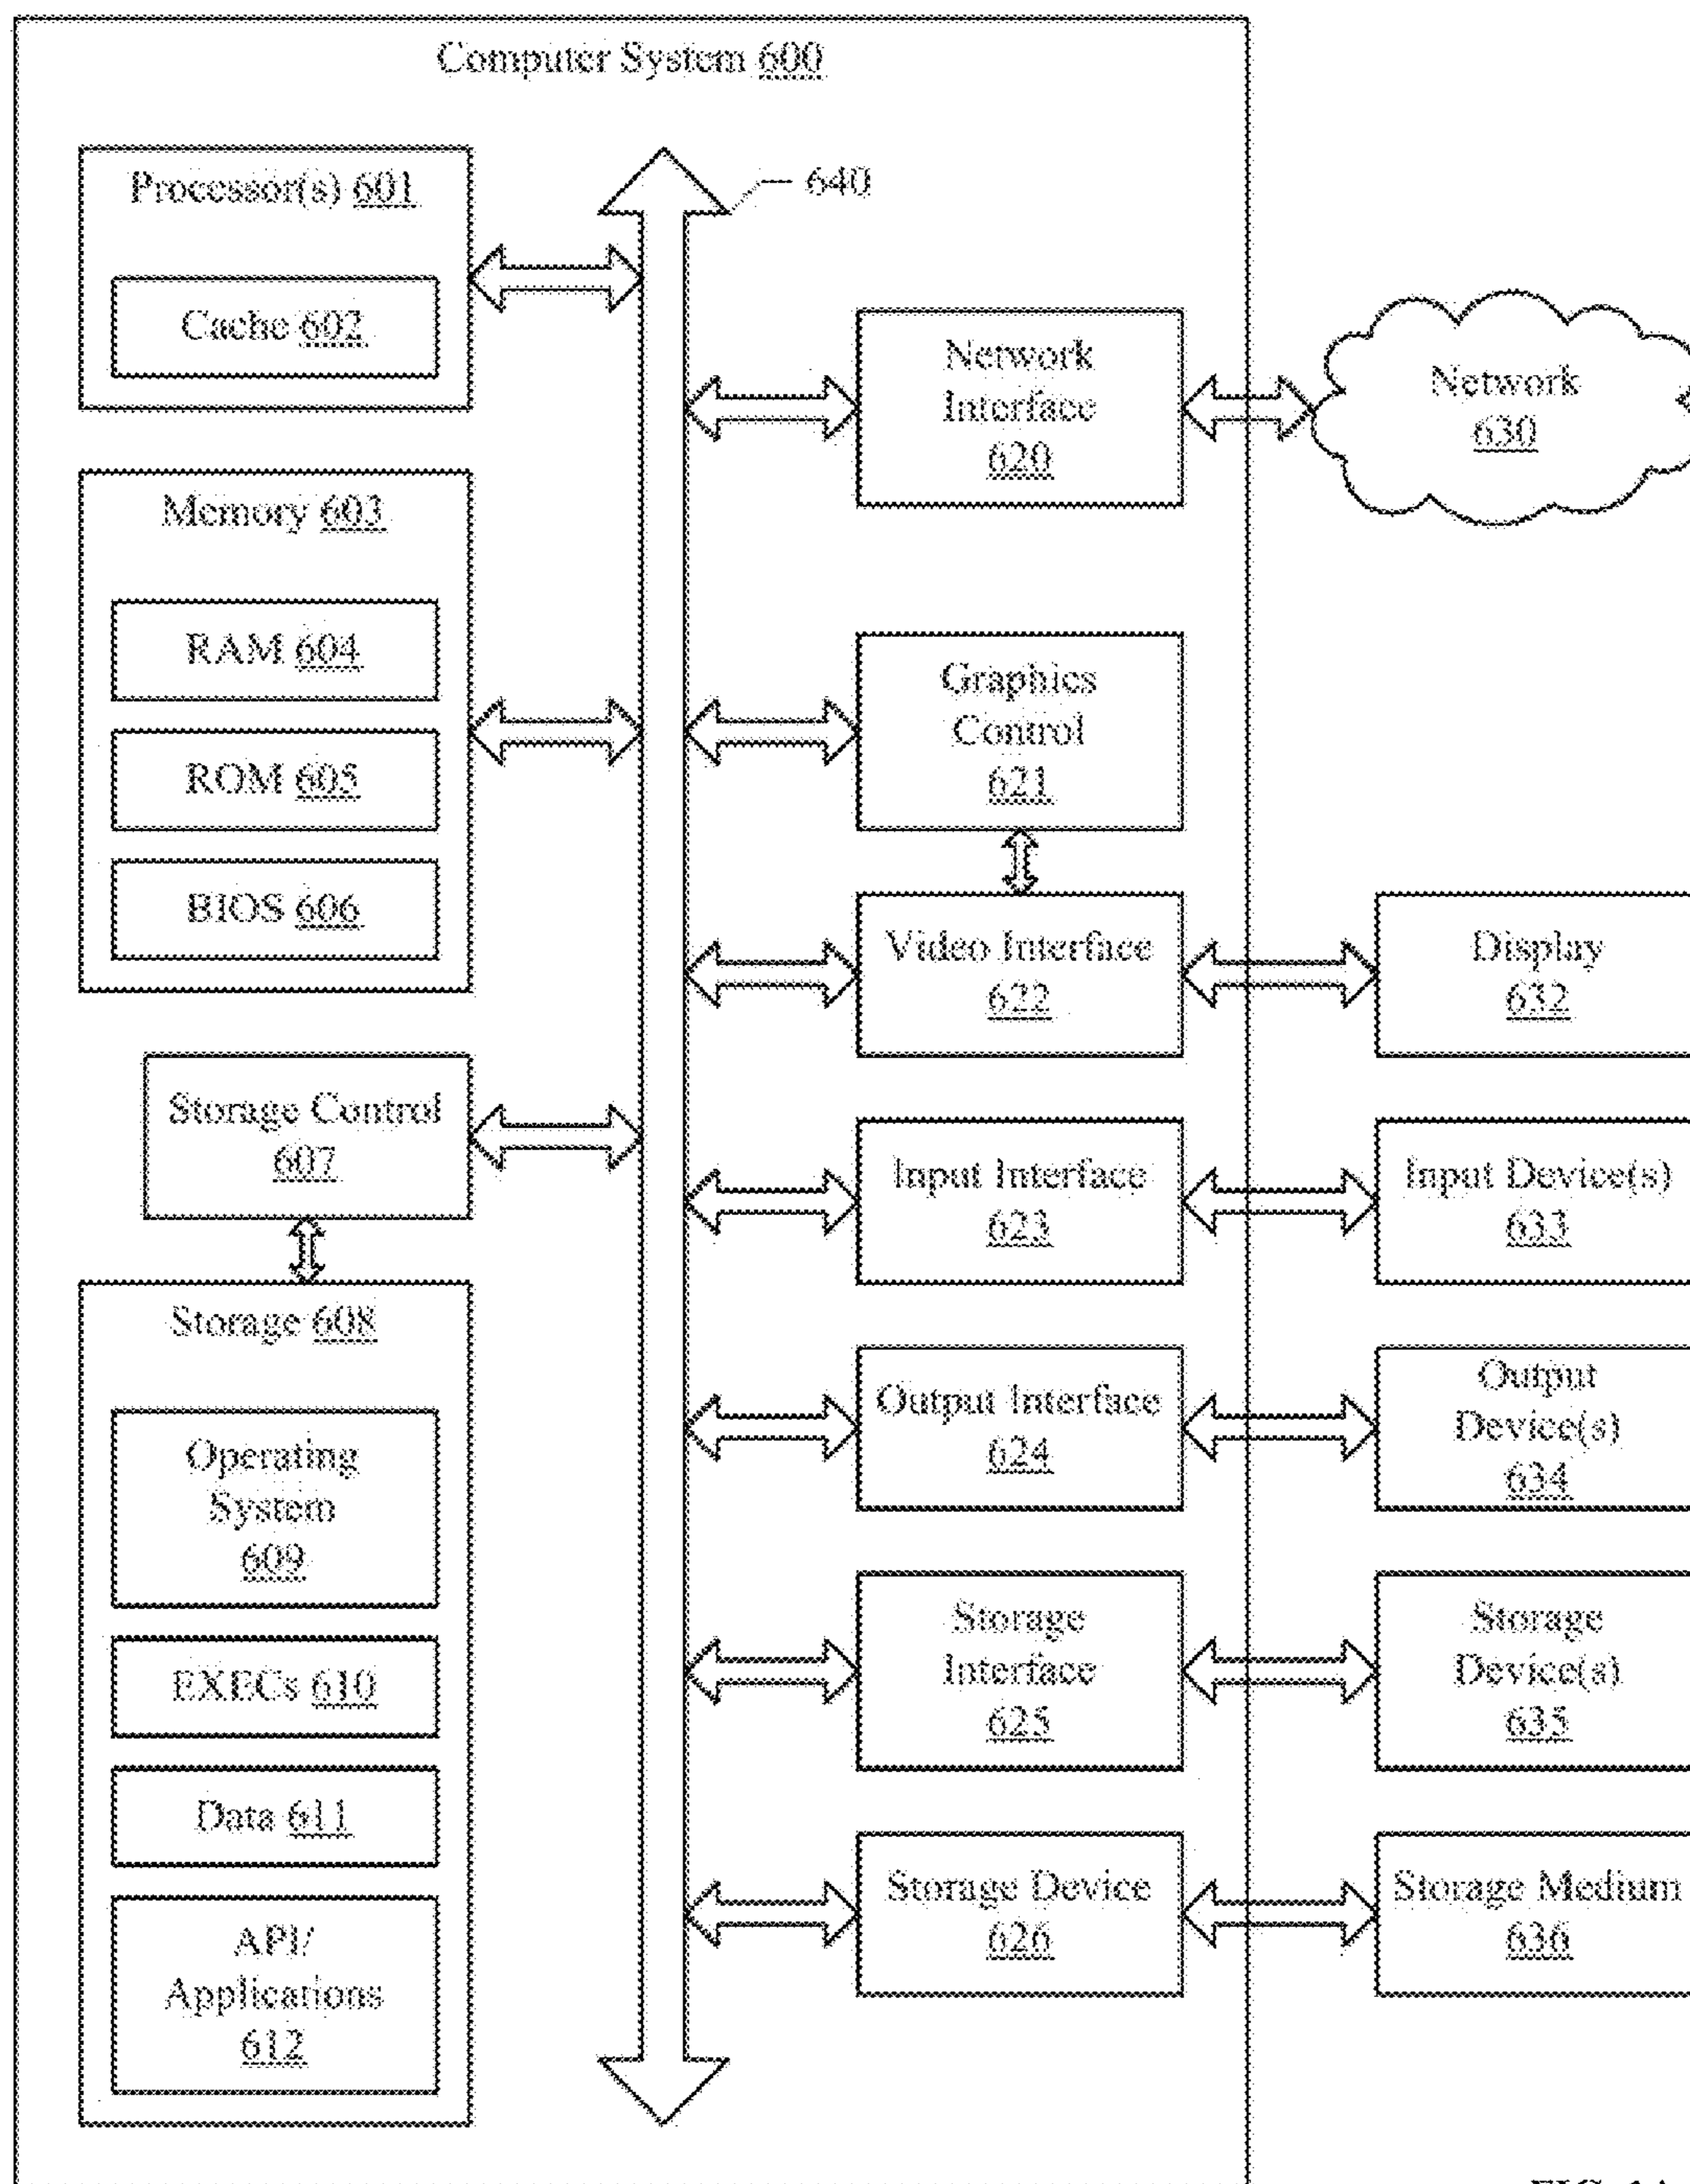 Computer System 600
Processor(s) 601
Cache 602
640
Memory 603
RAM 604
ROM 605
BIOS 606
Storage Control
607
Storage 608
Operating
System
609
EXECs 610
Data 611
API/
Applications
612
Network
Interface
620
Graphics
Control
621
Video Interface
622
Input Interface
623
Output Interface
624
Storage
Interface
625
Storage Device
626
Network
630
Display
632
Input Device(s)
633
Output
Device(s)
634
Storage
Device(s)
635
Storage Medium
636